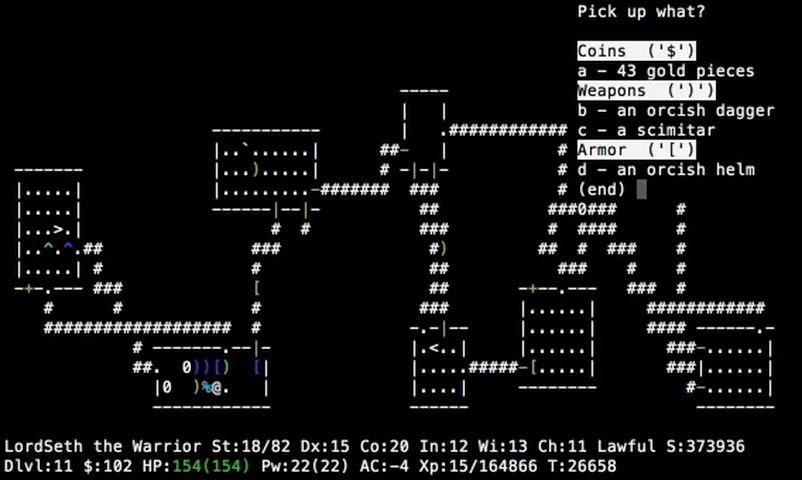 Pick up what?
Coins ('$')
a - 43 gold pieces
Weapons (')')
b - an orcish dagger
c - a scimitar
Armor ('[')
d - an orcish helm
(end)
LordSeth the Warrior St:18/82 Dx:15 Co:20 In:12 Wi:13 Ch:11 Lawful S:373936
Dlvl:11 $:102 HP:154(154) Pw:22(22) AC:-4 Xp:15/164866 T:26658